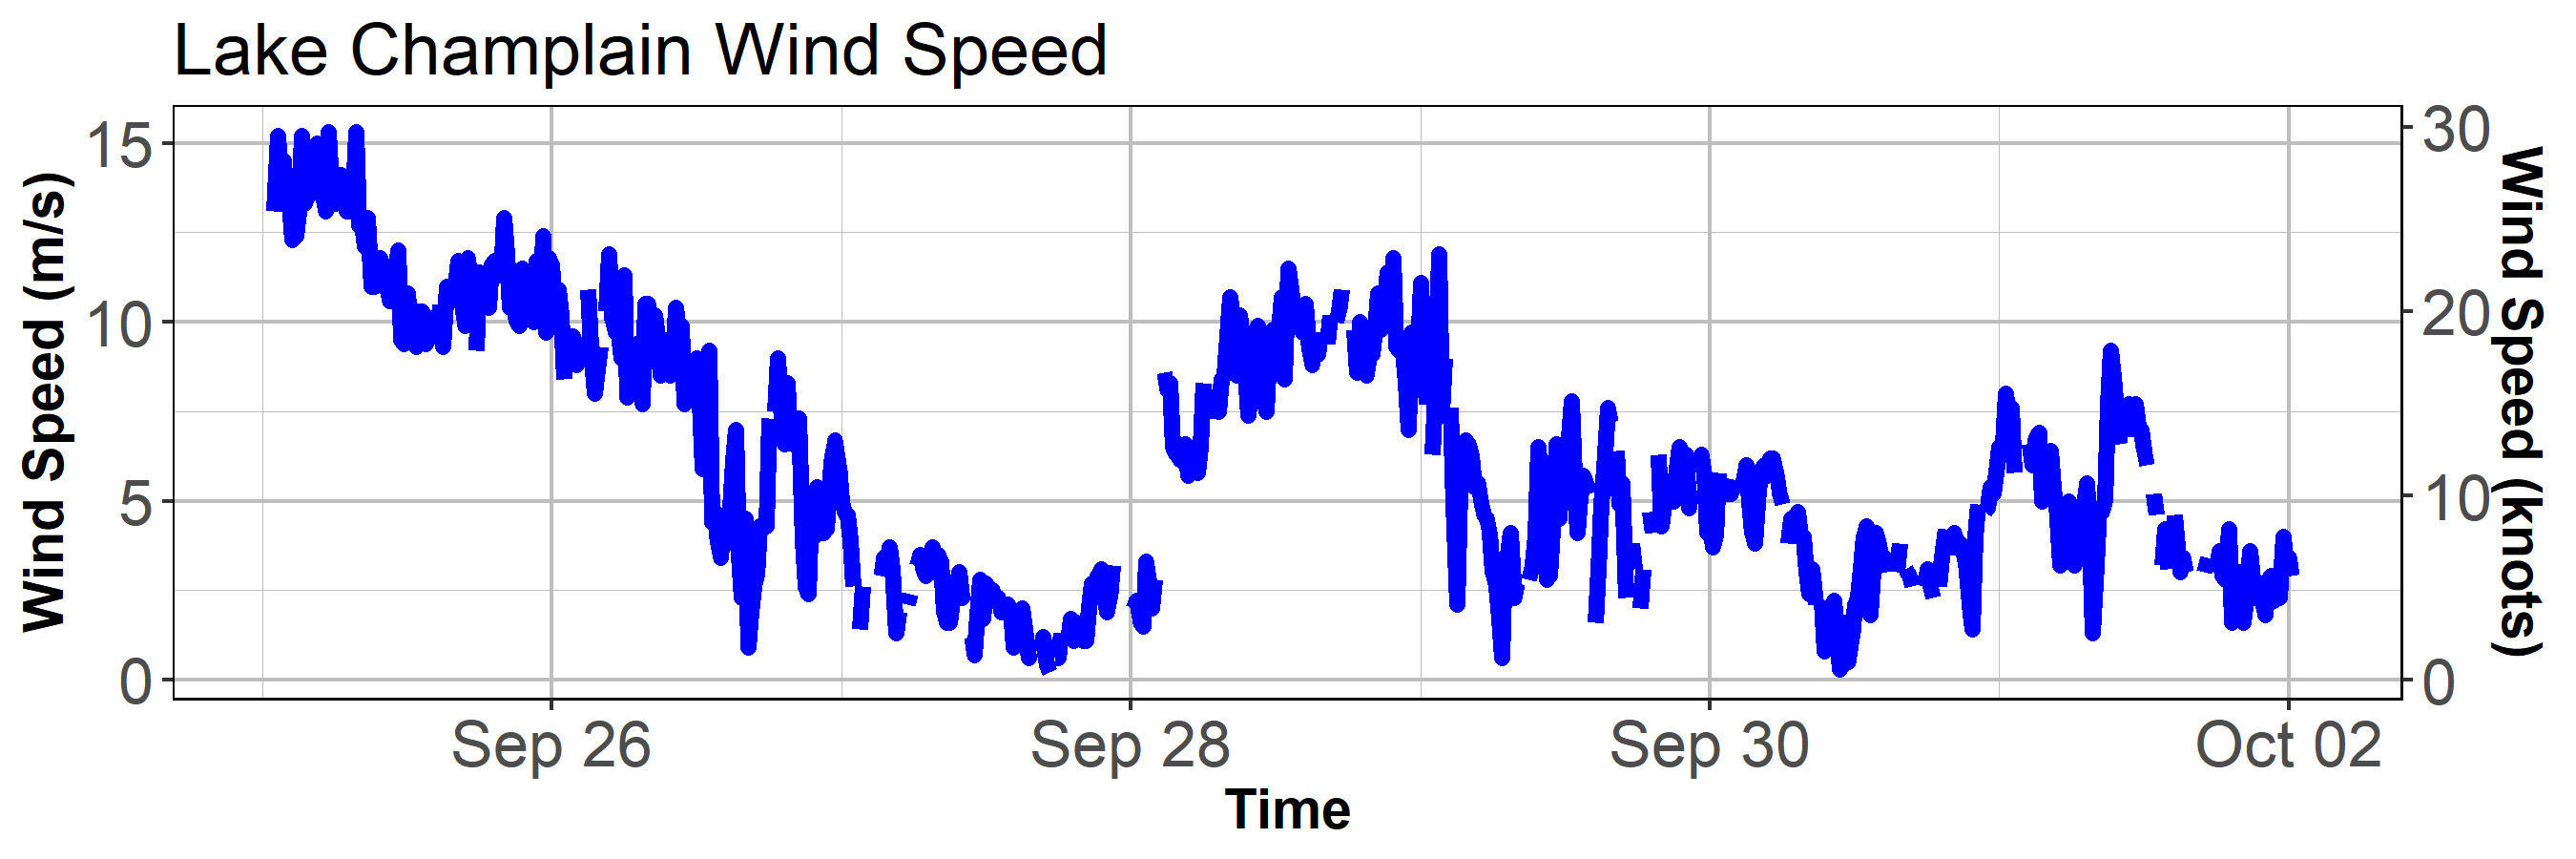 Lake Champlain Wind Speed
Wind Speed (m/s)
15
10
5
0
30
20
10
0
Wind Speed (knots)
Sep 26
Sep 28
Sep 30
Oct 02
Time